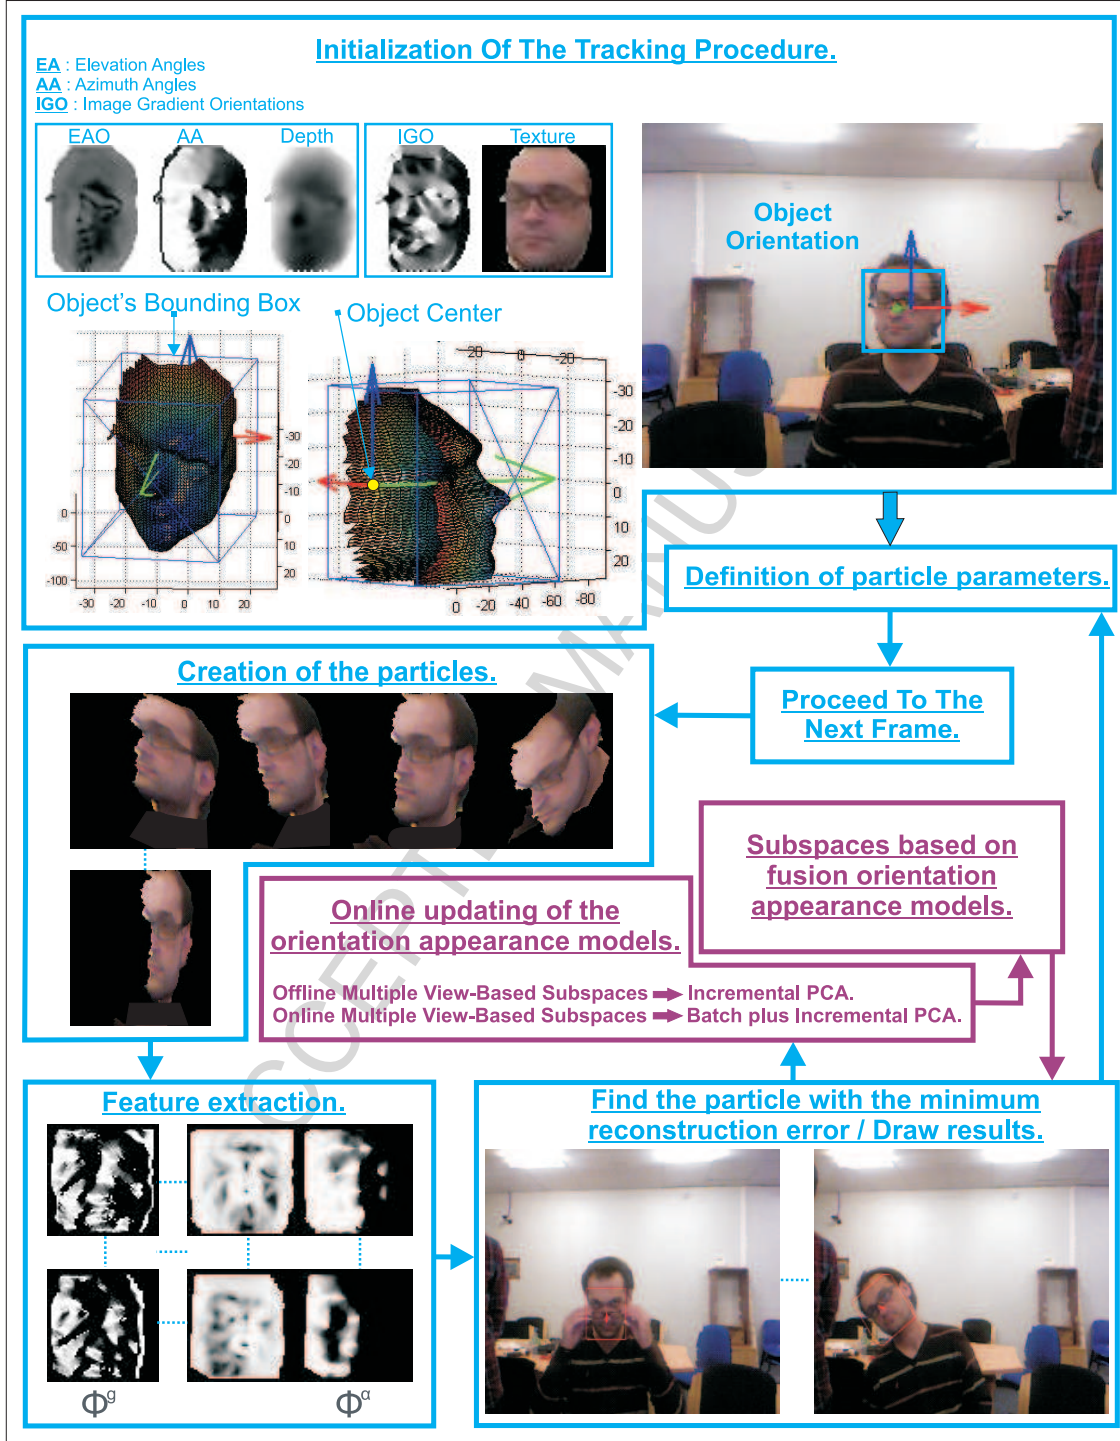 Initialization Of The Tracking Procedure.
EA : Elevation Angles
AA : Azimuth Angles
IGO : Image Gradient Orientations
EAO AA Depth IGO Texture
Object
Orientation
Object's Bounding Box
Object Center
-30
-20
-10
0
10
20
0
-50
-100
-30 -20 -10 0 10 20
20 0 -20
-30
-20
-10
0
10
20
0 -20 -40 -60 -80
Definition of particle parameters.
Creation of the particles.
Proceed To The
Next Frame.
Subspaces based on
fusion orientation
appearance models.
Online updating of the
orientation appearance models.
Offline Multiple View-Based Subspaces ➡ Incremental PCA.
Online Multiple View-Based Subspaces ➡ Batch plus Incremental PCA.
Feature extraction.
Φg Φα
Find the particle with the minimum
reconstruction error / Draw results.